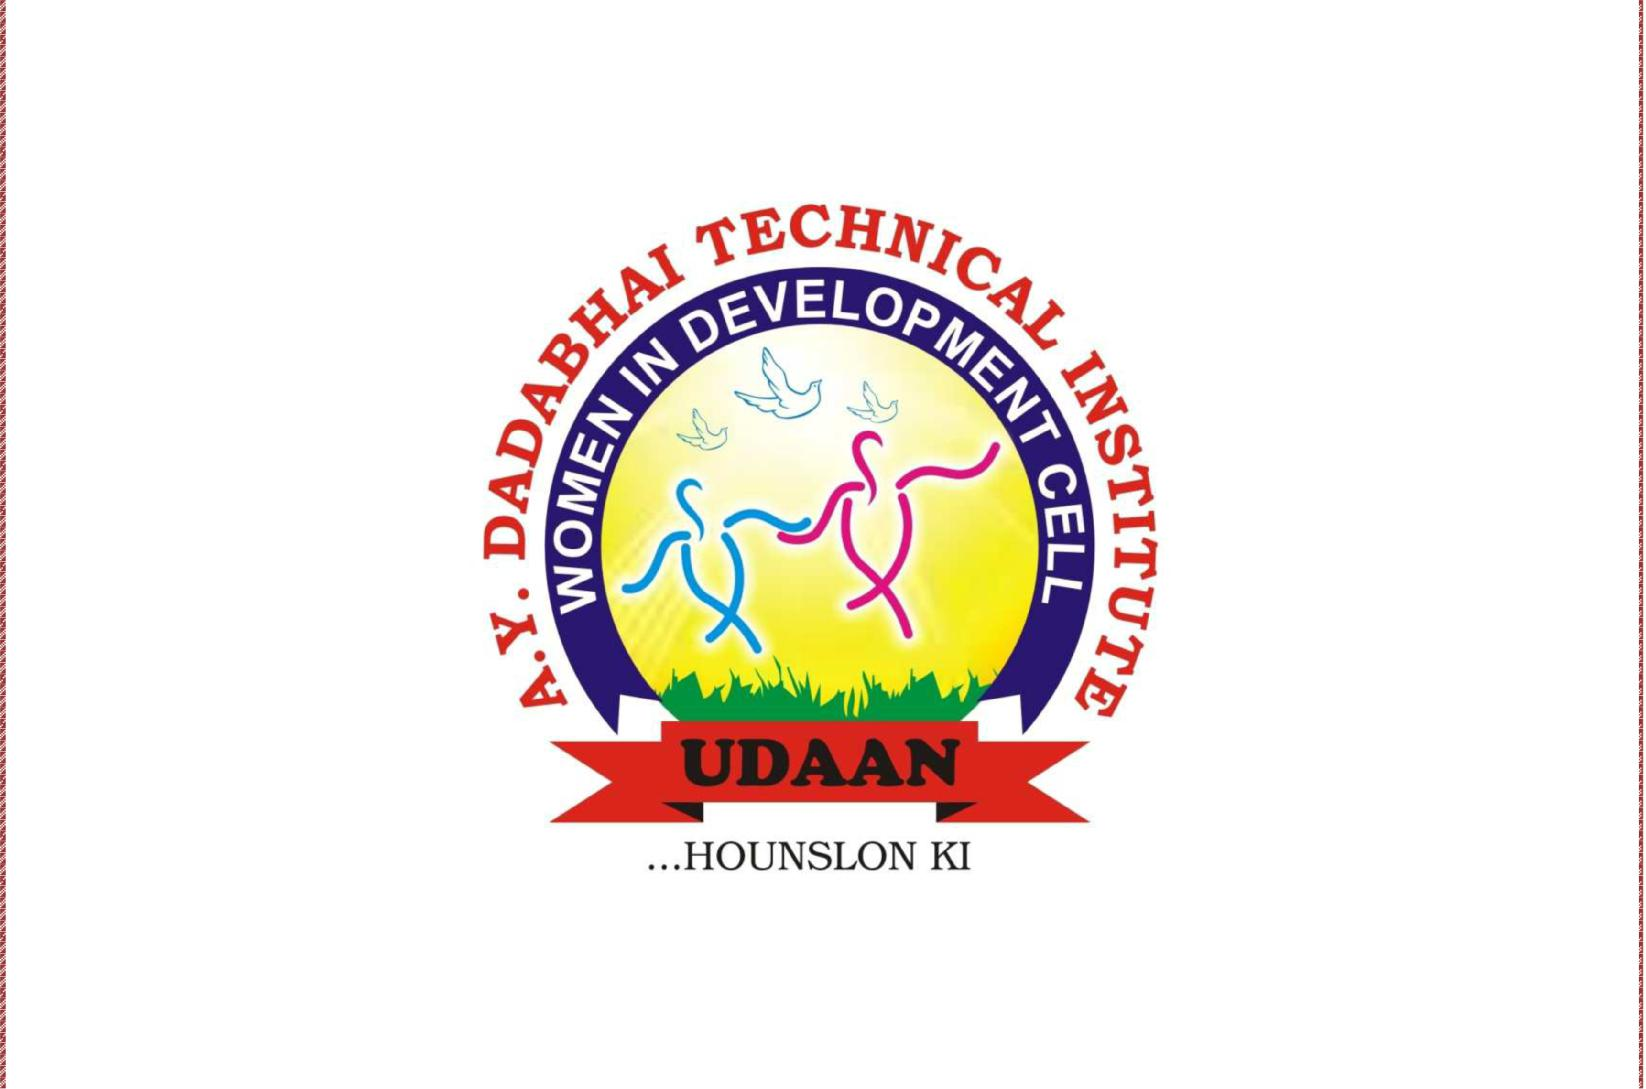 A.Y. DADABHAI TECHNICAL INSTITUTE
WOMEN IN DEVELOPMENT CELL
UDAAN
...HOUNSLON KI